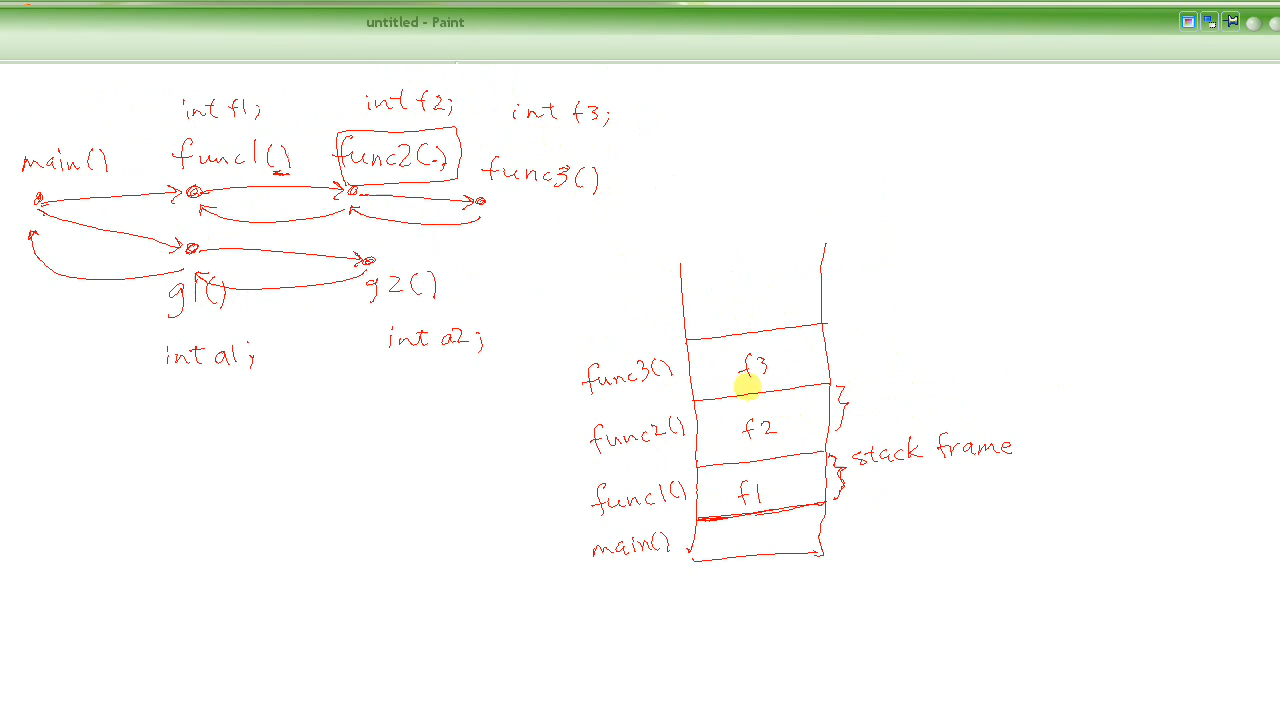 untitled - Paint
int f1;
int f2;
int f3;
main()
func1()
func2(-)
func3()
g1()
g2()
int a1;
int a2;
func3()
f3
func2()
f2
stack frame
func1()
f1
main()